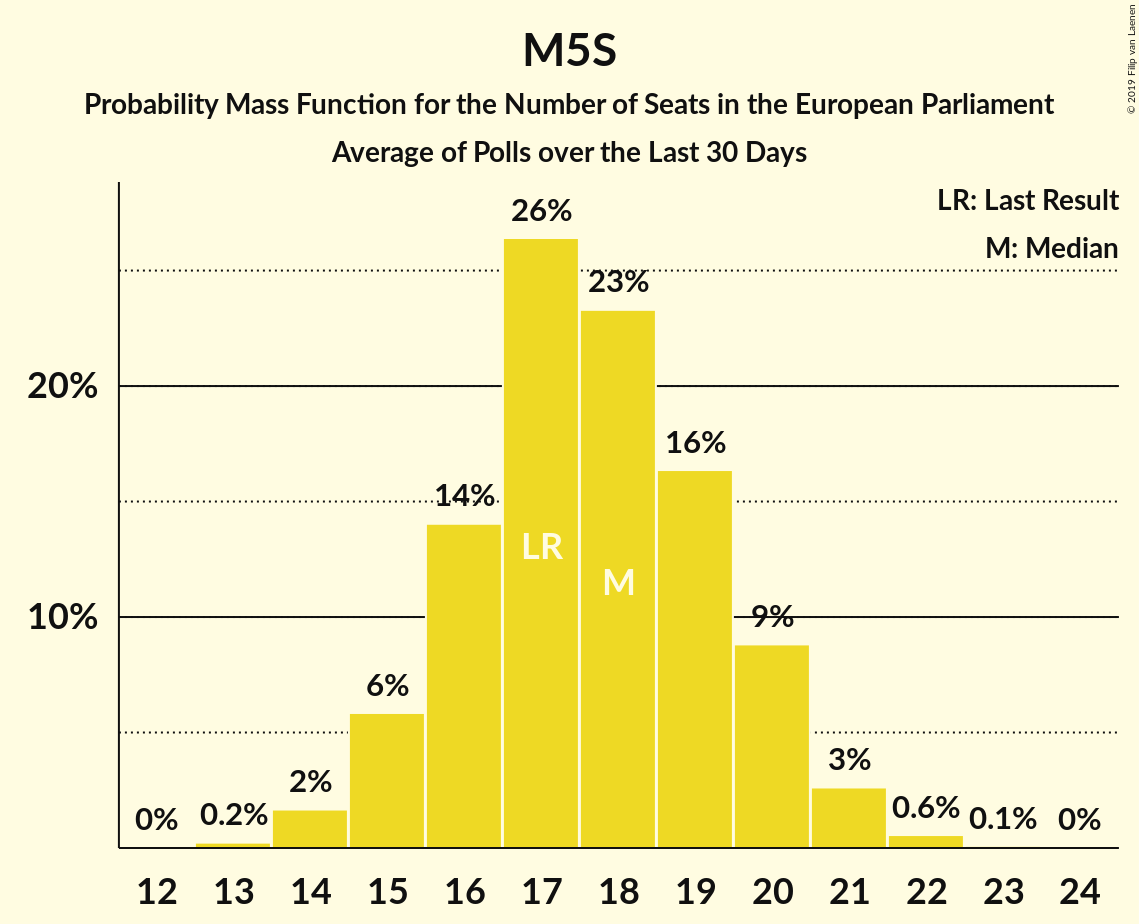 M5S
Probability Mass Function for the Number of Seats in the European Parliament
Average of Polls over the Last 30 Days
© 2019 Filip van Laenen
LR: Last Result
M: Median
26%
23%
20%
16%
14%
LR
M
10%
9%
6%
3%
2%
0%
0.2%
0.6%
0.1%
0%
12 13 14 15 16 17 18 19 20 21 22 23 24